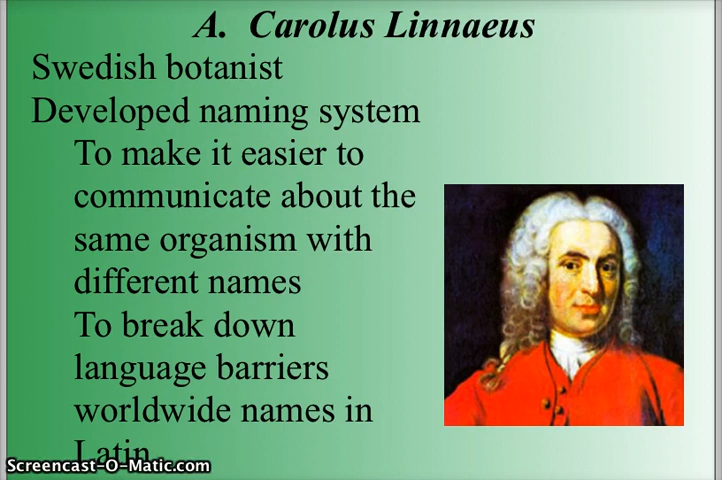 A. Carolus Linnaeus
Swedish botanist
Developed naming system
To make it easier to
communicate about the
same organism with
different names
To break down
language barriers
worldwide names in
Latin
Screencast-O-Matic.com